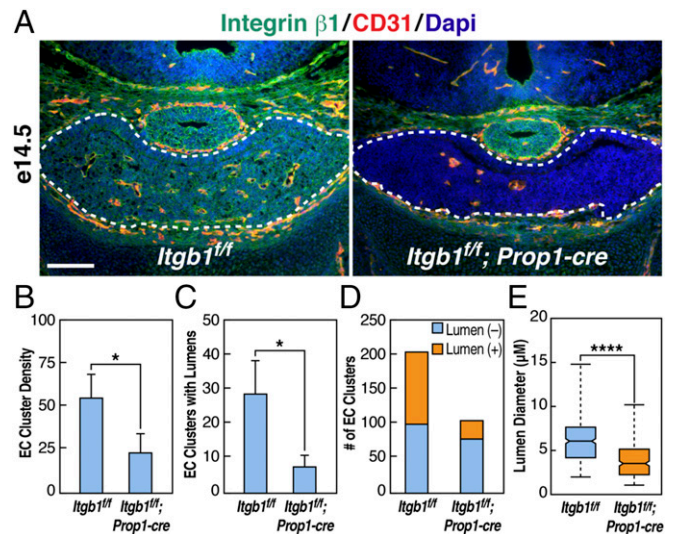 A
Integrin β1/CD31/Dapi
e14.5
Itgb1f/f
Itgb1f/f; Prop1-cre
B
EC Cluster Density
100
75
50
25
0
*
Itgb1f/f
Itgb1f/f;
Prop1-cre
C
EC Clusters with Lumens
50
40
30
20
10
0
*
Itgb1f/f
Itgb1f/f;
Prop1-cre
D
# of EC Clusters
250
200
150
100
50
0
Lumen (–)
Lumen (+)
Itgb1f/f
Itgb1f/f;
Prop1-cre
E
Lumen Diameter (µM)
20
15
10
5
0
****
Itgb1f/f
Itgb1f/f;
Prop1-cre